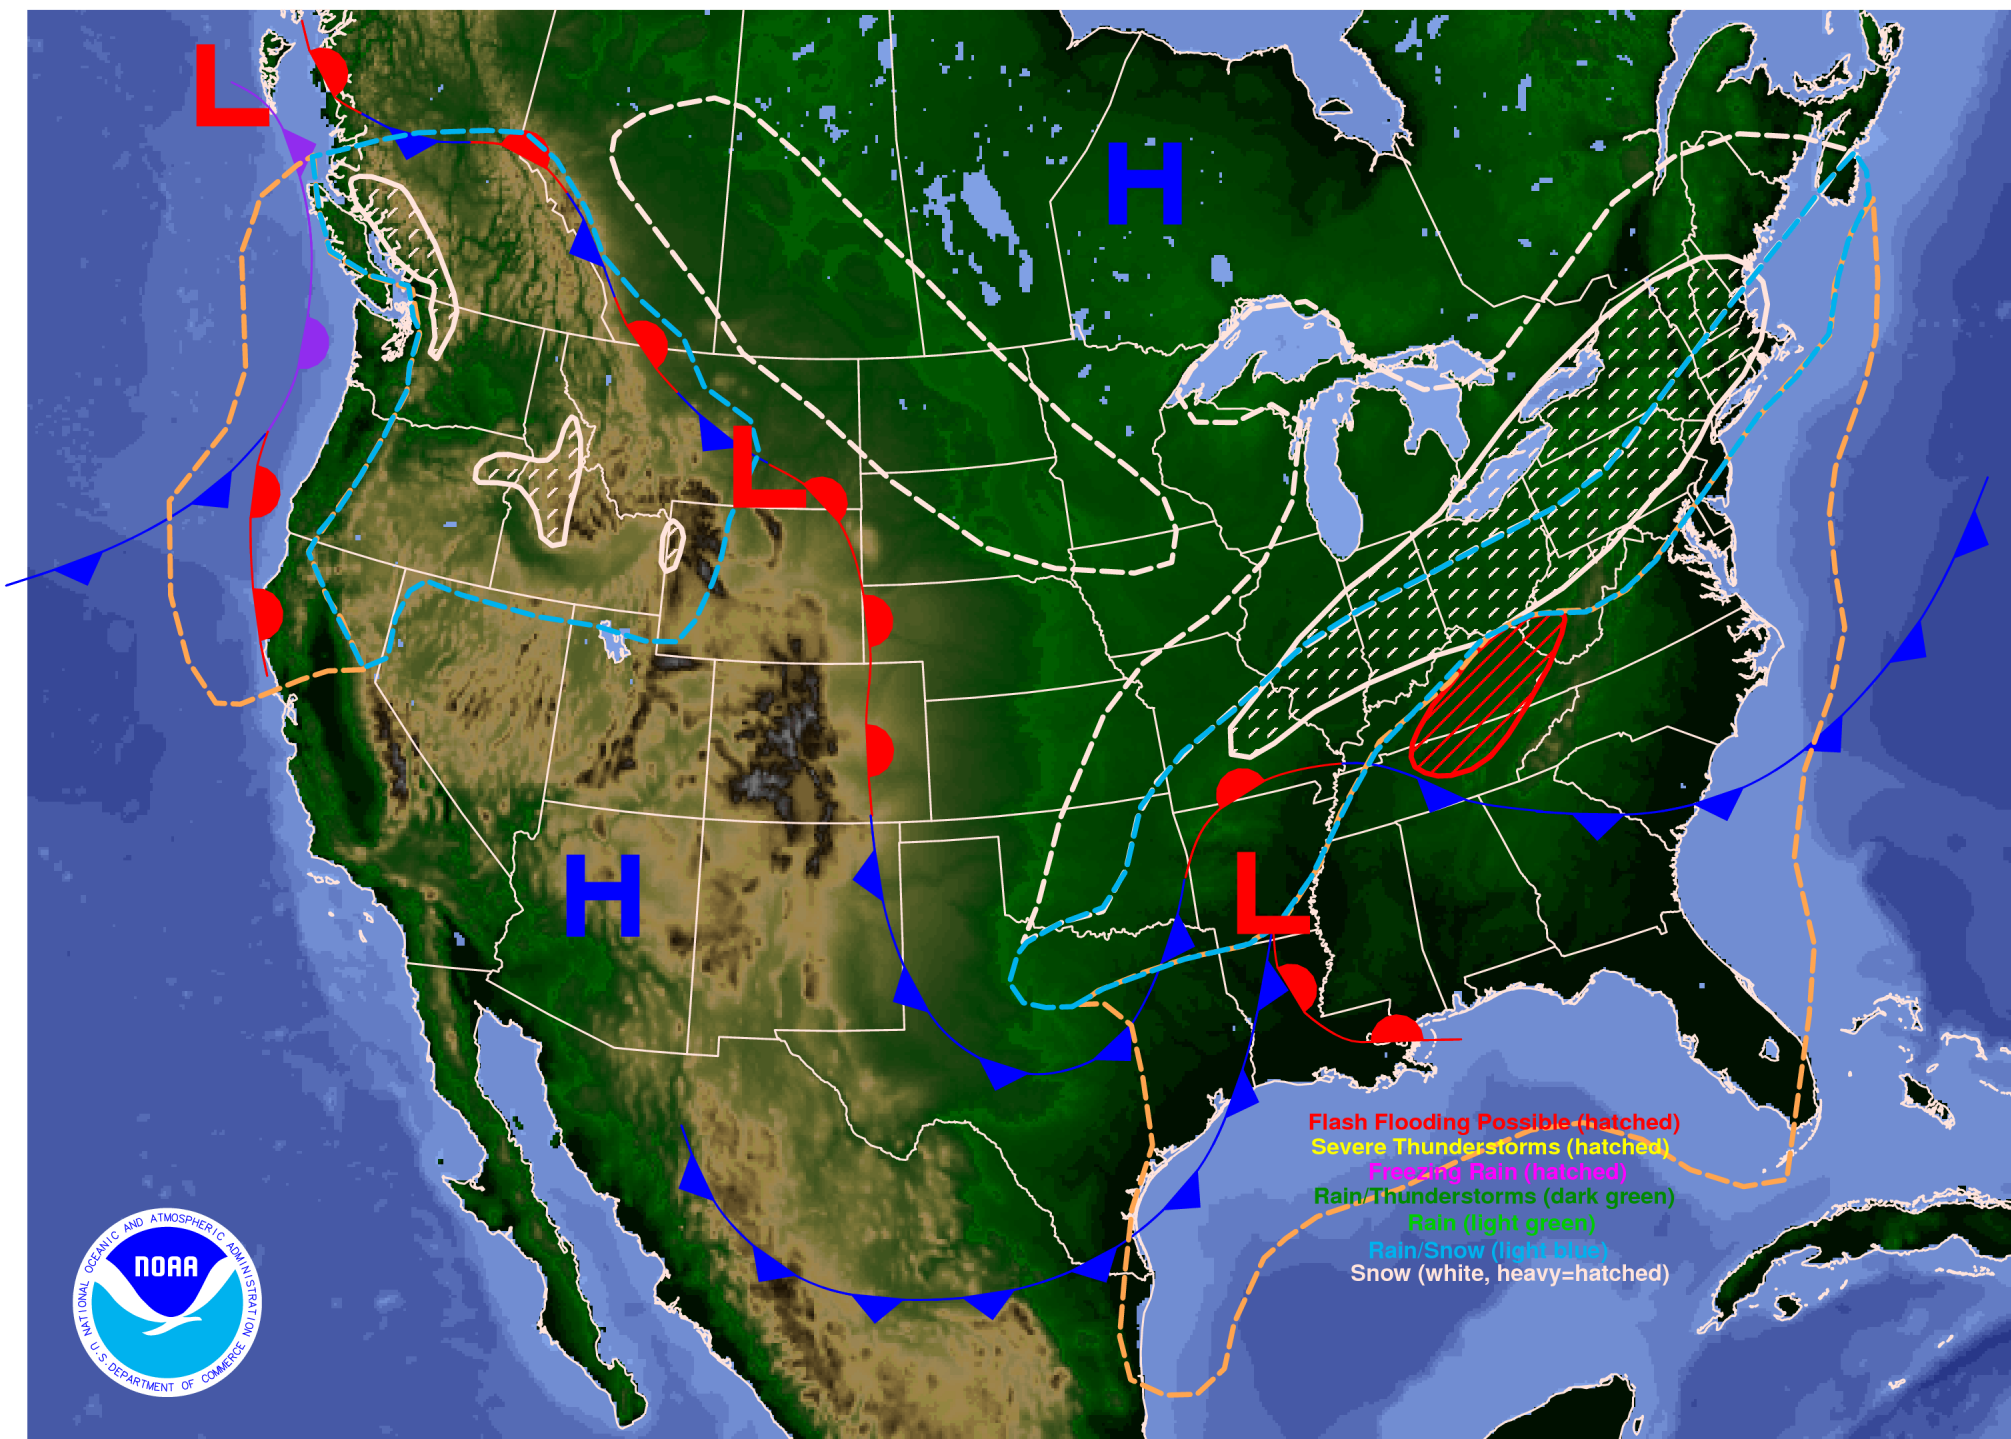 L
H
L
H
L
Flash Flooding Possible (hatched)
Severe Thunderstorms (hatched)
Freezing Rain (hatched)
Rain/Thunderstorms (dark green)
Rain (light green)
Rain/Snow (light blue)
Snow (white, heavy=hatched)
NATIONAL OCEANIC AND ATMOSPHERIC ADMINISTRATION
NOAA
U.S. DEPARTMENT OF COMMERCE